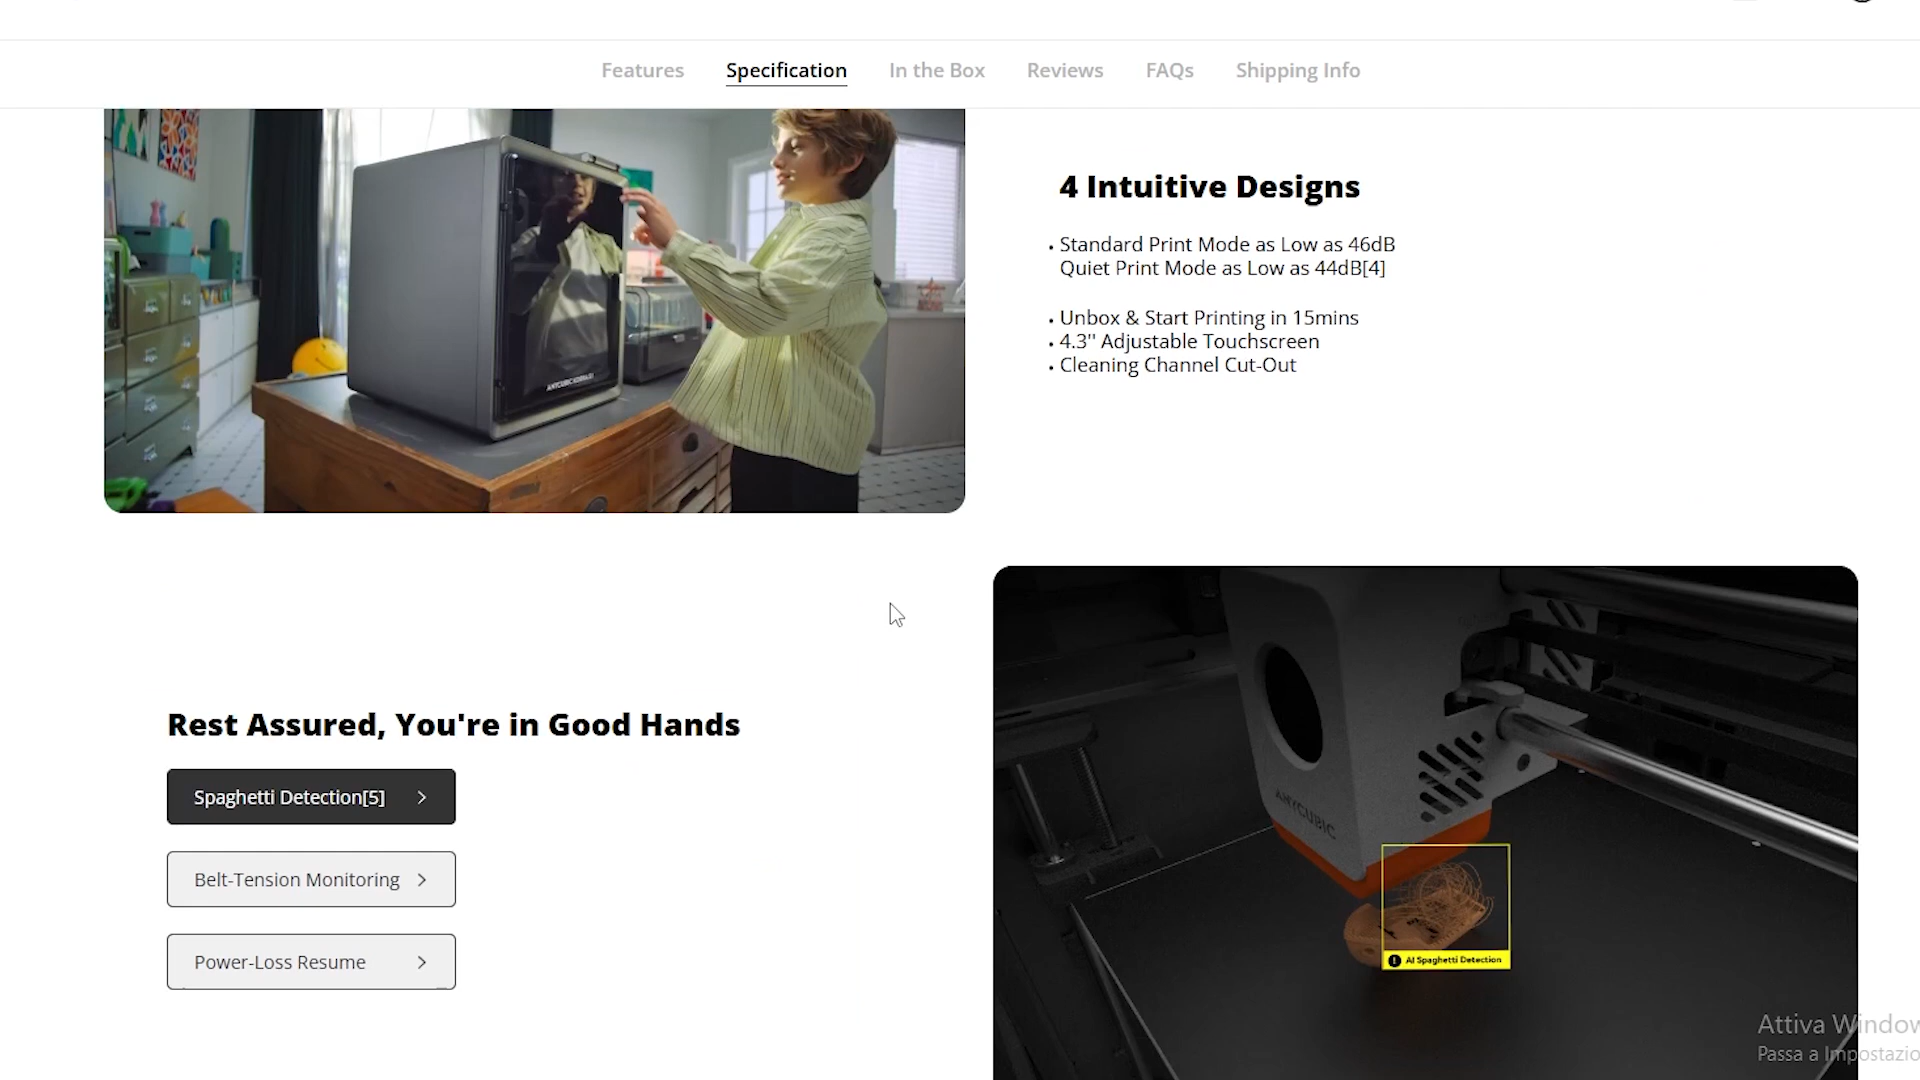 Features Specification In the Box Reviews FAQs Shipping Info
4 Intuitive Designs
• Standard Print Mode as Low as 46dB
Quiet Print Mode as Low as 44dB[4]
• Unbox & Start Printing in 15mins
• 4.3'' Adjustable Touchscreen
• Cleaning Channel Cut-Out
Rest Assured, You're in Good Hands
Spaghetti Detection[5]
Belt-Tension Monitoring
Power-Loss Resume
ANYCUBIC
AI Spaghetti Detection
Attiva Window
Passa a Impostazio